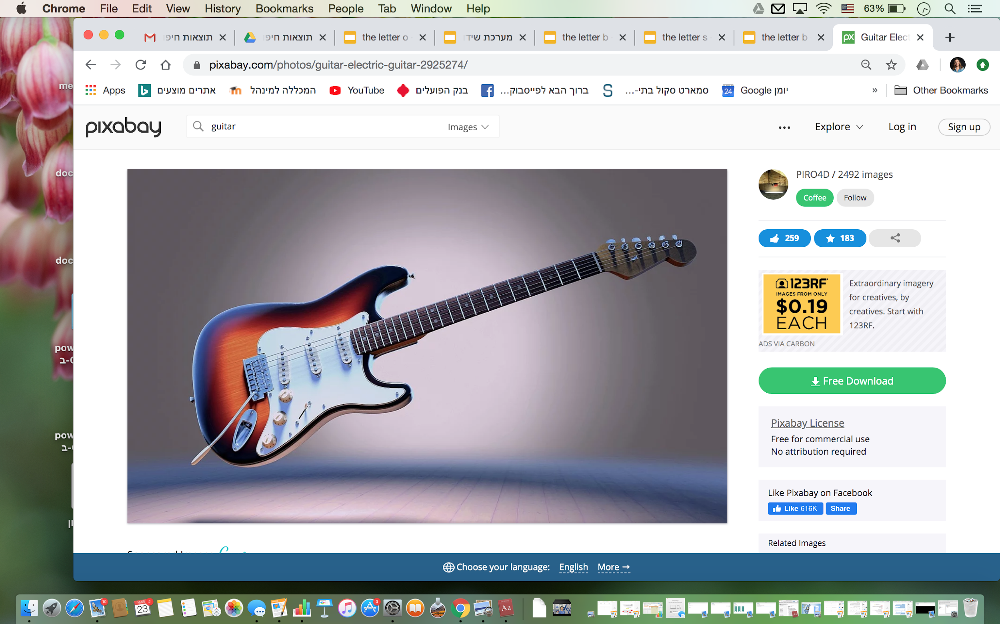 Chrome File Edit View History Bookmarks People Tab Window Help 63%
תוצאות חיפו תוצאות חיפו the letter o מערכת שיד the letter b the letter s the letter b Guitar Elect
pixabay.com/photos/guitar-electric-guitar-2925274/
Apps אתרים מוצעים המכללה למינהל YouTube בנק הפועלים ברוך הבא לפייסבוק... סמארט סקול בתי-... 24 יומן Google » Other Bookmarks
pixabay guitar Images ... Explore Log in Sign up
me
doc
doc
pow
ב-
pow
ב-
PIRO4D / 2492 images
Coffee Follow
259 183
123RF
IMAGES FROM ONLY
$0.19
EACH
Extraordinary imagery
for creatives, by
creatives. Start with
123RF.
ADS VIA CARBON
Free Download
Pixabay License
Free for commercial use
No attribution required
Like Pixabay on Facebook
Like 616K Share
Related Images
Choose your language: English More →
10 MAR 23 2 3 Aa